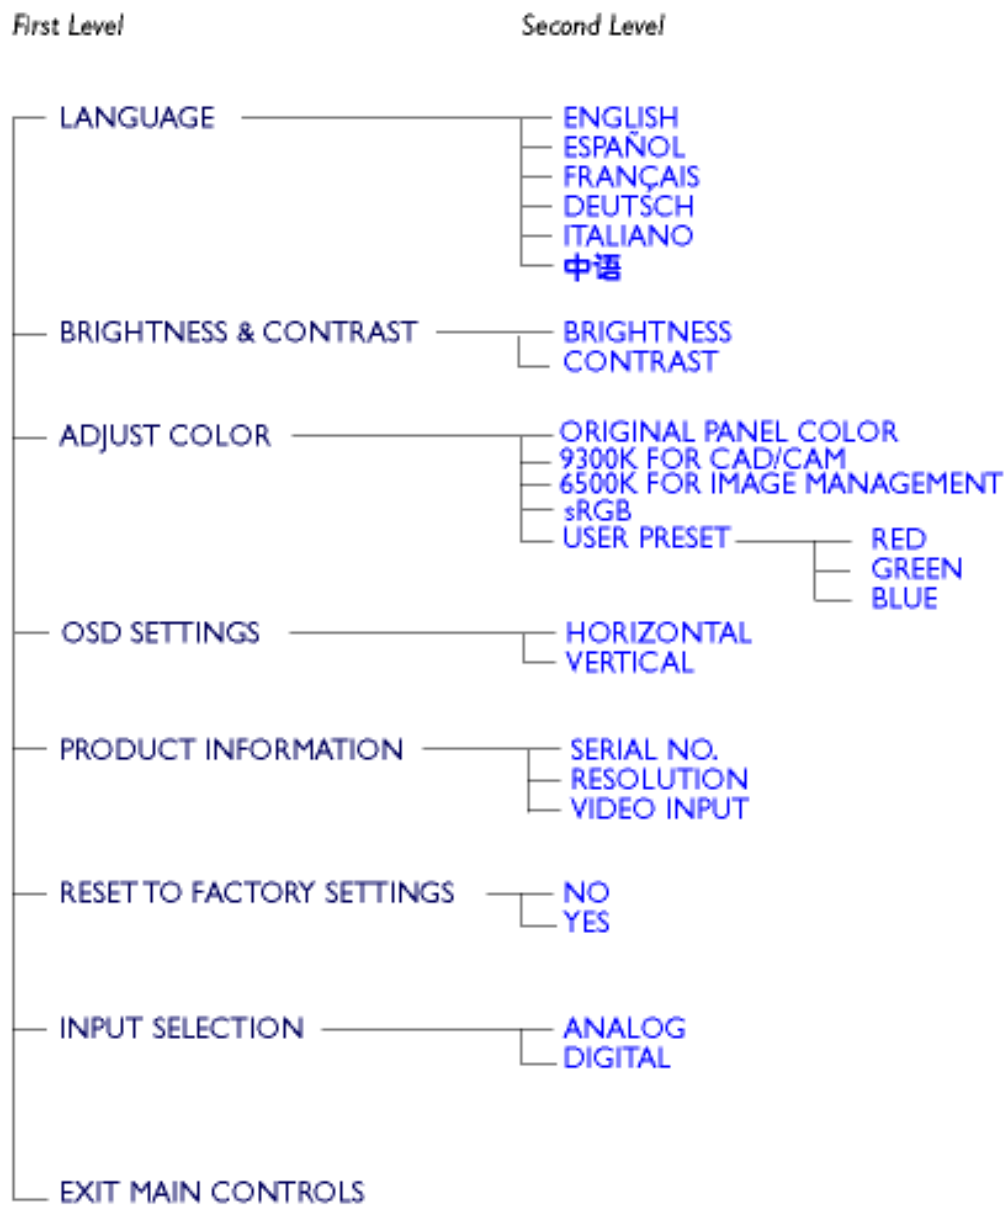 First Level Second Level
LANGUAGE ENGLISH
ESPAÑOL
FRANÇAIS
DEUTSCH
ITALIANO
中语
BRIGHTNESS & CONTRAST BRIGHTNESS
CONTRAST
ADJUST COLOR ORIGINAL PANEL COLOR
9300K FOR CAD/CAM
6500K FOR IMAGE MANAGEMENT
sRGB
USER PRESET RED
GREEN
BLUE
OSD SETTINGS HORIZONTAL
VERTICAL
PRODUCT INFORMATION SERIAL NO.
RESOLUTION
VIDEO INPUT
RESET TO FACTORY SETTINGS NO
YES
INPUT SELECTION ANALOG
DIGITAL
EXIT MAIN CONTROLS